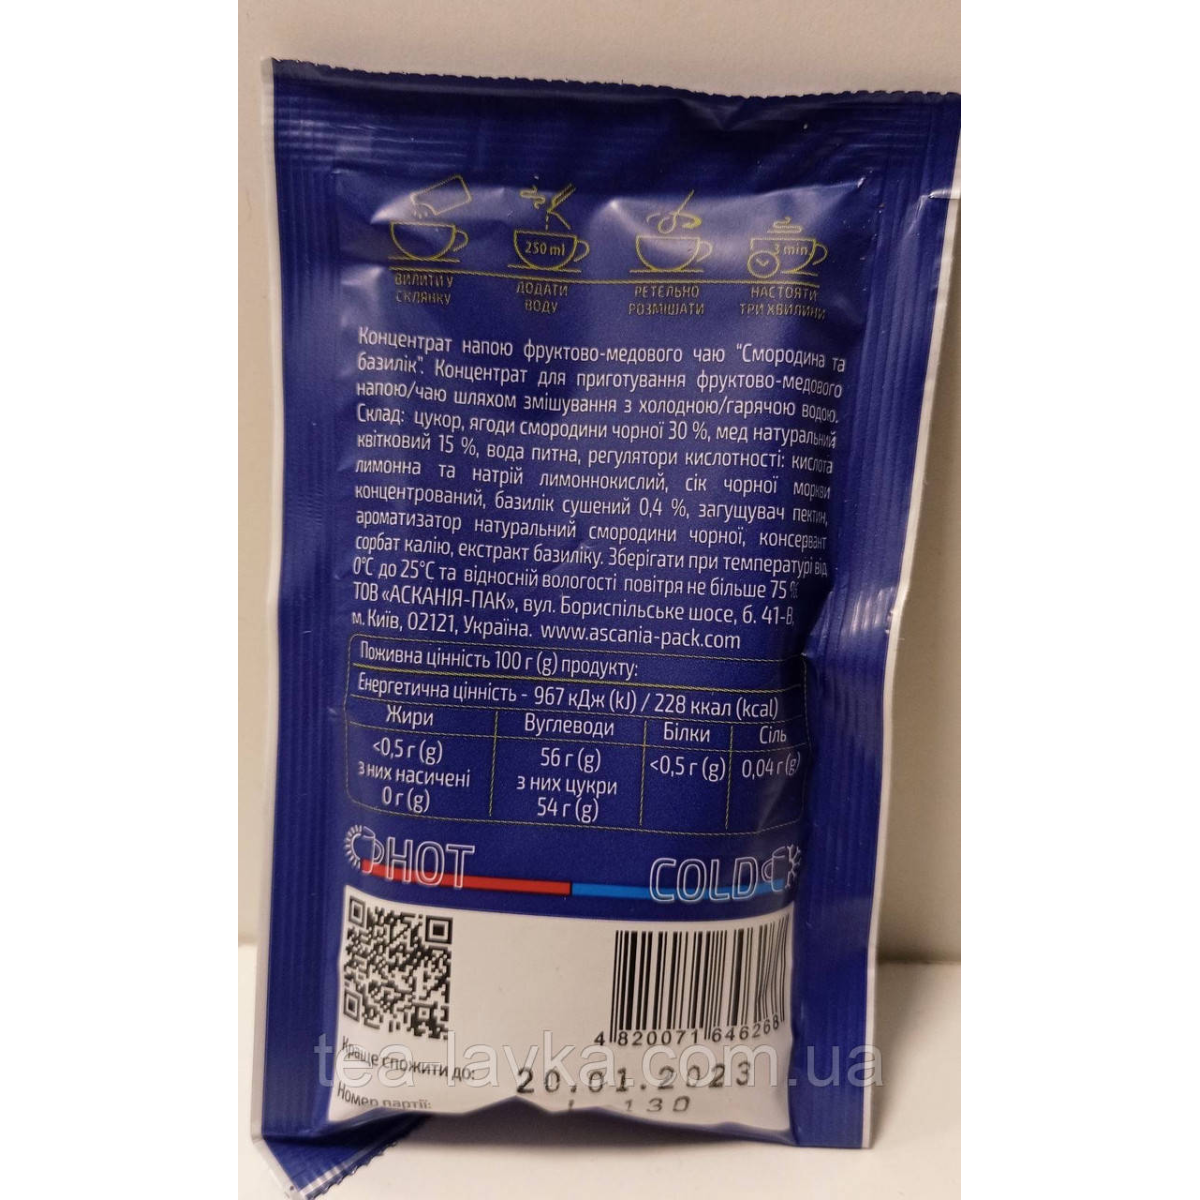 250 ml
3 min
ВИЛИТИ У
СКЛЯНКУ
ДОДАТИ
ВОДУ
РЕТЕЛЬНО
РОЗМІШАТИ
НАСТОЯТИ
ТРИ ХВИЛИНИ
Концентрат напою фруктово-медового чаю "Смородина та
базилік". Концентрат для приготування фруктово-медового
напою/чаю шляхом змішування з холодною/гарячою водою.
Склад: цукор, ягоди смородини чорної 30 %, мед натуральний
квітковий 15 %, вода питна, регулятори кислотності: кислота
лимонна та натрій лимоннокислий, сік чорної моркви
концентрований, базилік сушений 0,4 %, загущувач пектин,
ароматизатор натуральний смородини чорної, консервант
сорбат калію, екстракт базиліку. Зберігати при температурі від
0°С до 25°С та відносній вологості повітря не більше 75 %
ТОВ «АСКАНІЯ-ПАК», вул. Бориспільське шосе, б. 41-В,
м. Київ, 02121, Україна. www.ascania-pack.com
Поживна цінність 100 г (g) продукту:
Енергетична цінність - 967 кДж (kJ) / 228 ккал (kcal)
Жири Вуглеводи Білки Сіль
<0,5 г (g) 56 г (g) <0,5 г (g) 0,04 г (g)
з них насичені з них цукри
0 г (g) 54 г (g)
HOT COLD
4 820071 646268
tea-lavka.com.ua
Краще спожити до: 20.01.2023
Номер партії: L 130